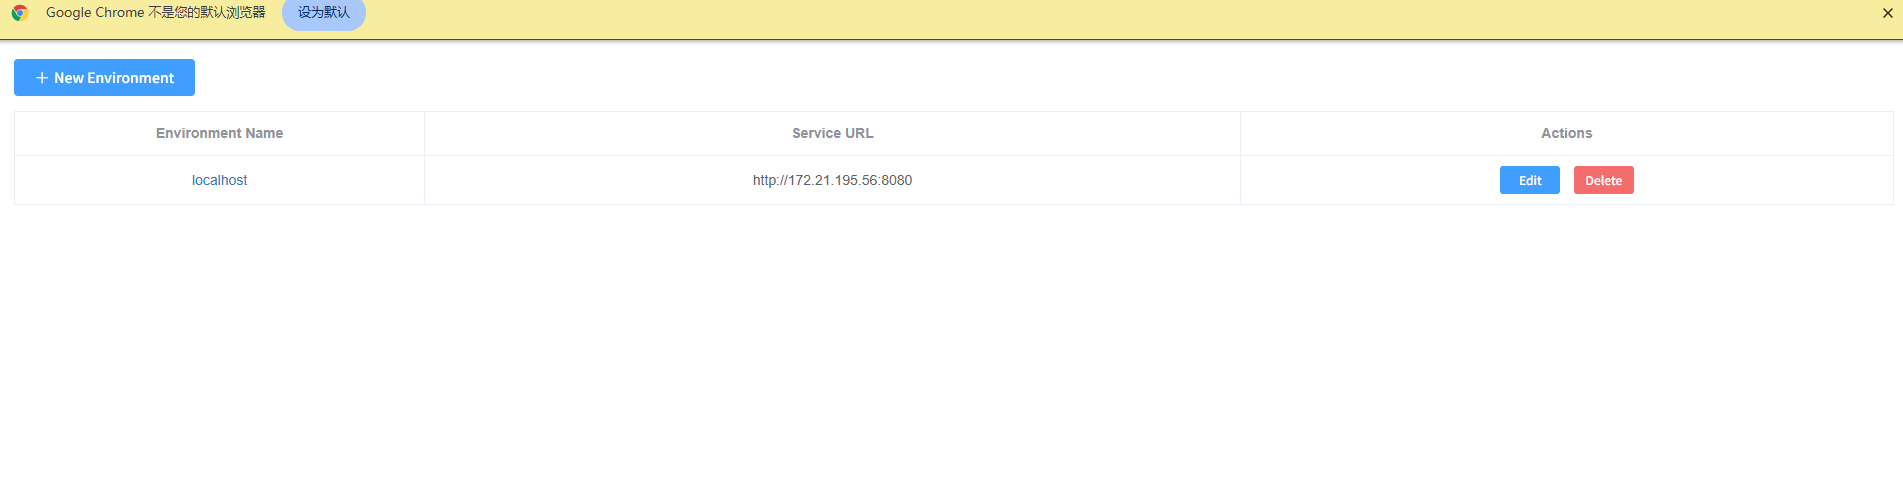 Google Chrome 不是您的默认浏览器 设为默认
New Environment
Environment Name Service URL Actions
localhost http://172.21.195.56:8080 Edit Delete